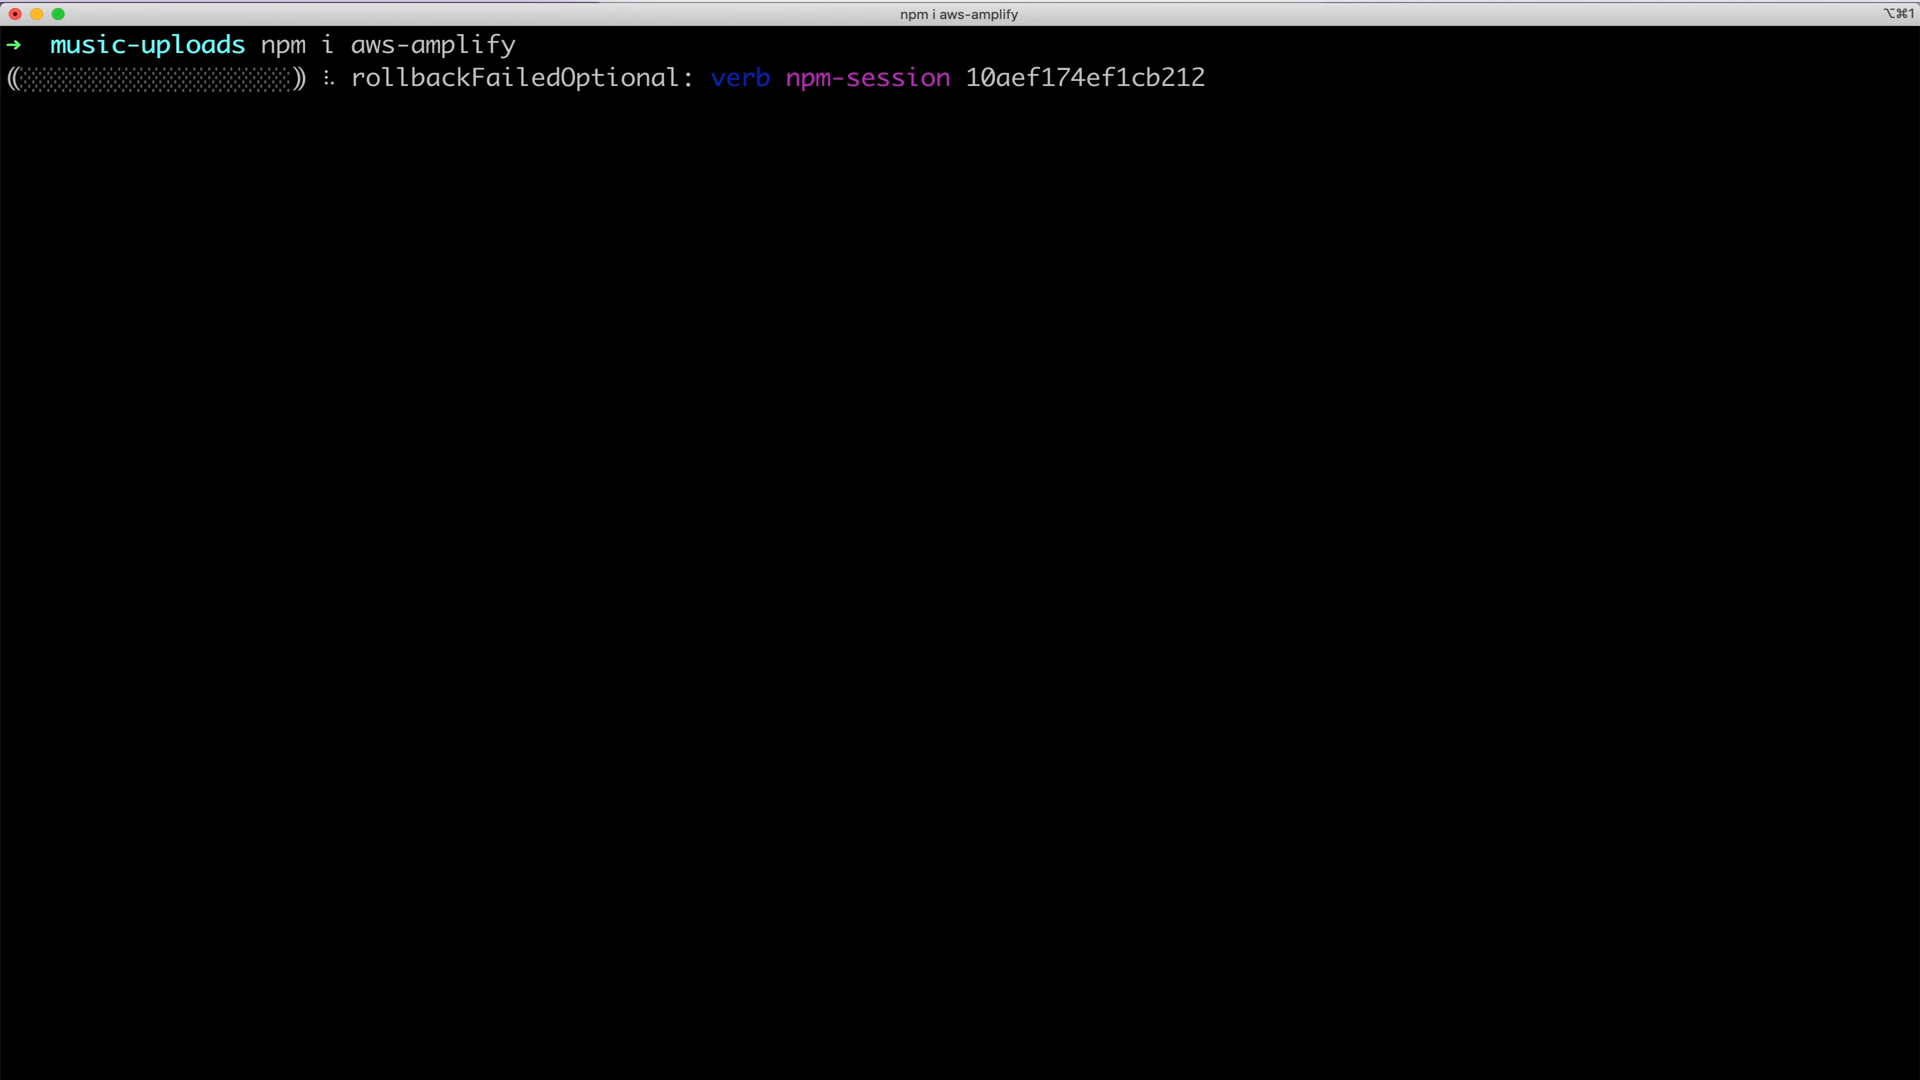 npm i aws-amplify
⌥⌘1
➜ music-uploads npm i aws-amplify
(░░░░░░░░░░░░░░░░░░) ⠧ rollbackFailedOptional: verb npm-session 10aef174ef1cb212